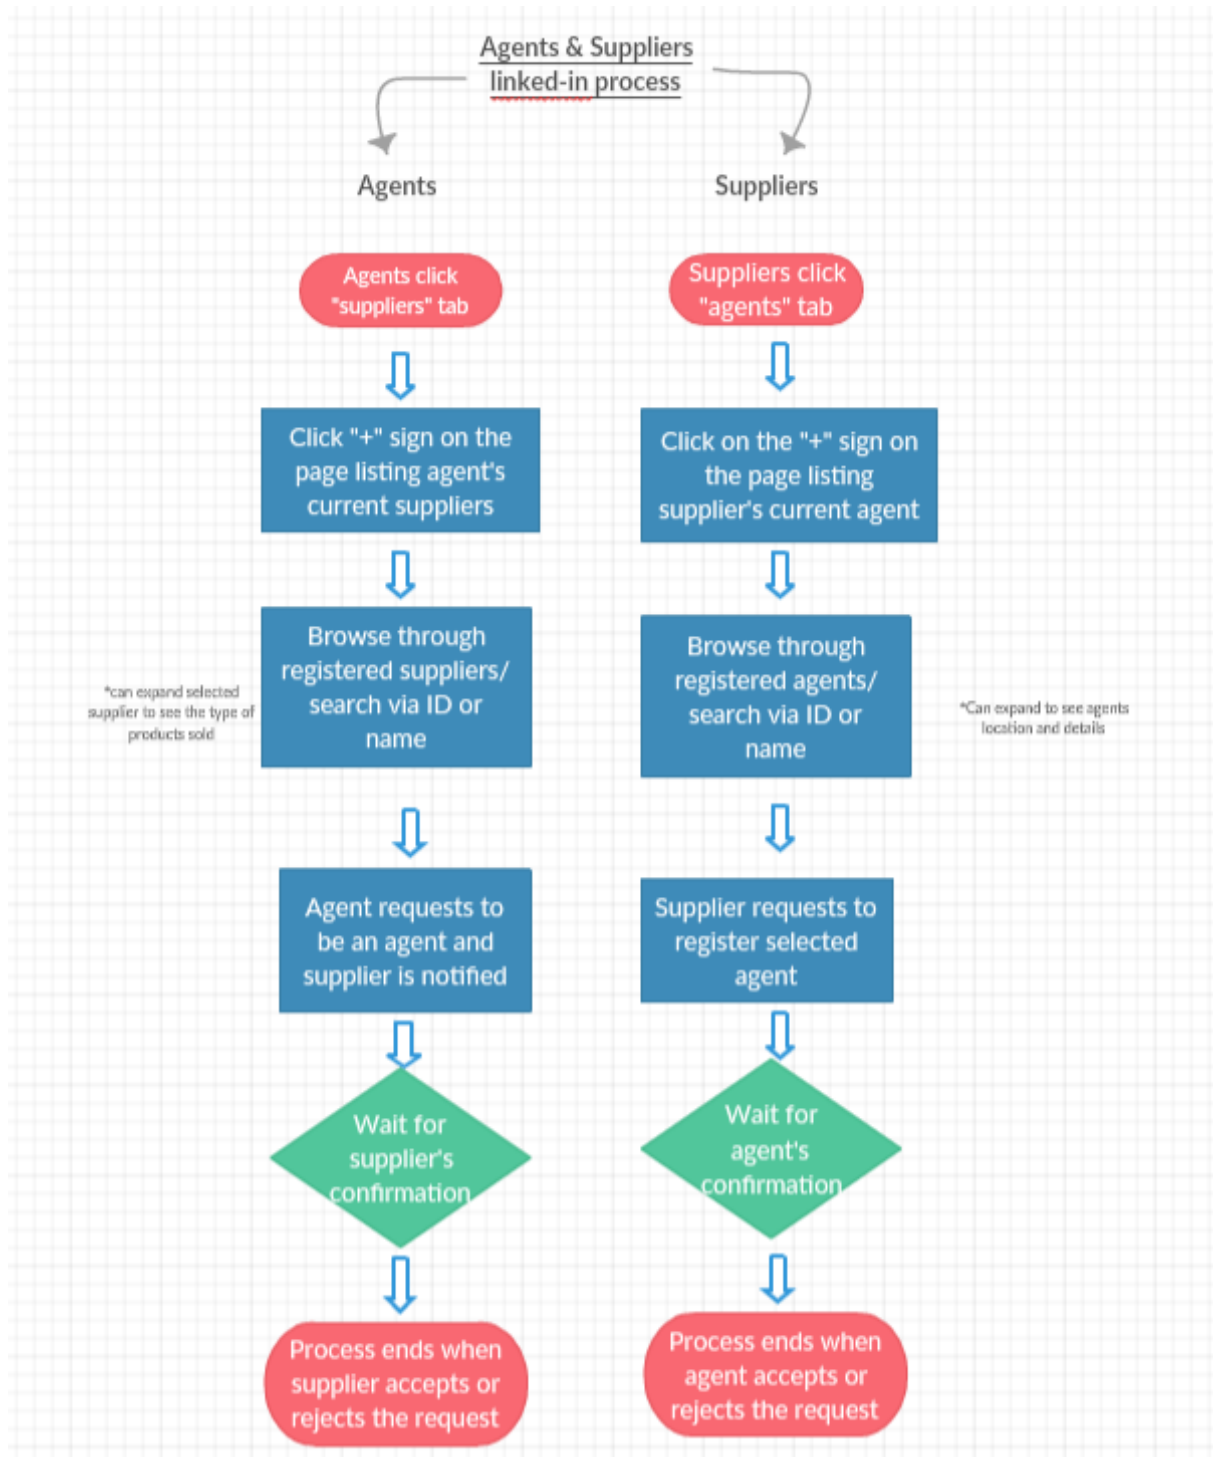 Agents & Suppliers
linked-in process
Agents
Suppliers
Agents click
"suppliers" tab
Click "+" sign on the
page listing agent's
current suppliers
Browse through
registered suppliers/
search via ID or
name
*can expand selected
supplier to see the type of
products sold
Agent requests to
be an agent and
supplier is notified
Wait for
supplier's
confirmation
Process ends when
supplier accepts or
rejects the request
Suppliers click
"agents" tab
Click on the "+" sign on
the page listing
supplier's current agent
Browse through
registered agents/
search via ID or
name
*Can expand to see agents
location and details
Supplier requests to
register selected
agent
Wait for
agent's
confirmation
Process ends when
agent accepts or
rejects the request